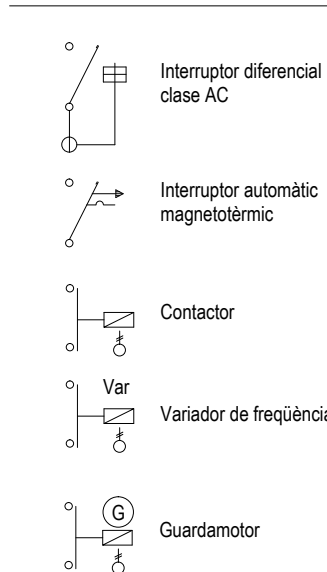 Interruptor diferencial
clase AC
Interruptor automàtic
magnetotèrmic
Contactor
Var
Variador de freqüència
G
Guardamotor